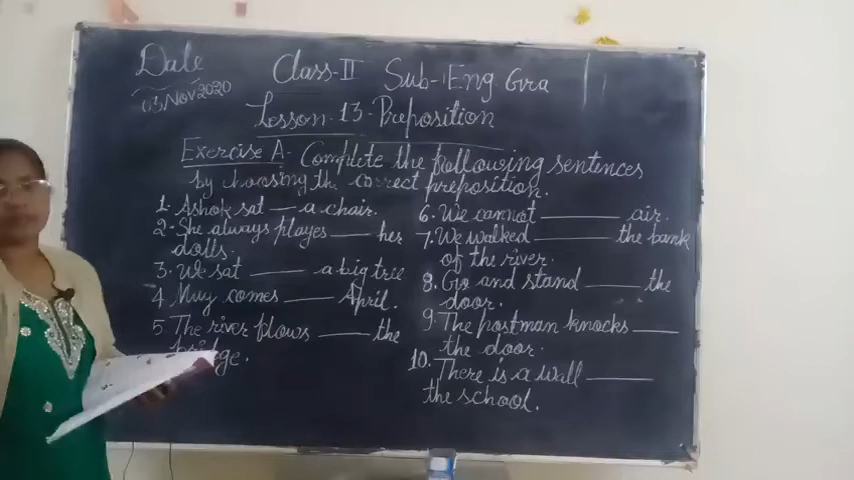 Date
03 Nov 2020
Class-II Sub-Eng Gra
Lesson-13-Preposition
Exercise A- Complete the following sentences
by choosing the correct preposition.
1. Ashok sat — a chair.
2. She always playes —— her
dolls.
3. We sat —— a big tree
4 Muy comes —— April.
5. The river flows —— the
bridge.
6. We cannot ——— air.
7. We walked ——— the bank
of the river.
8. Go and stand —— the
door.
9. The postman knocks ——
the door.
10. There is a wall ——
the school.